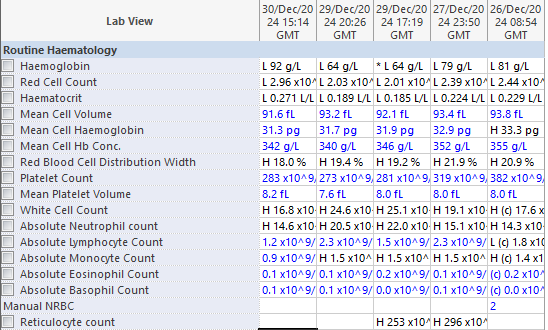 Lab View 30/Dec/20 29/Dec/20 29/Dec/20 27/Dec/20 26/Dec/20
24 15:14 24 20:26 24 17:19 24 23:50 24 08:54
GMT GMT GMT GMT GMT
Routine Haematology
Haemoglobin L 92 g/L L 64 g/L * L 64 g/L L 79 g/L L 81 g/L
Red Cell Count L 2.96 x10^ L 2.03 x10^ L 2.01 x10^ L 2.39 x10^ L 2.44 x10^
Haematocrit L 0.271 L/L L 0.189 L/L L 0.185 L/L L 0.224 L/L L 0.229 L/L
Mean Cell Volume 91.6 fL 93.2 fL 92.1 fL 93.4 fL 93.8 fL
Mean Cell Haemoglobin 31.3 pg 31.7 pg 31.9 pg 32.9 pg H 33.3 pg
Mean Cell Hb Conc. 342 g/L 340 g/L 346 g/L 352 g/L 355 g/L
Red Blood Cell Distribution Width H 18.0 % H 19.4 % H 19.2 % H 21.9 % H 20.9 %
Platelet Count 283 x10^9/ 273 x10^9/ 281 x10^9/ 319 x10^9/ 382 x10^9/
Mean Platelet Volume 8.2 fL 7.6 fL 8.0 fL 8.0 fL 8.0 fL
White Cell Count H 16.8 x10 H 24.6 x10 H 25.1 x10 H 19.1 x10 H (c) 17.6
Absolute Neutrophil count H 14.6 x10 H 20.5 x10 H 22.0 x10 H 15.1 x10 H 14.3 x10
Absolute Lymphocyte Count 1.2 x10^9/ 2.3 x10^9/ 1.5 x10^9/ 2.3 x10^9/ L (c) 1.8 x
Absolute Monocyte Count 0.9 x10^9/ H 1.5 x10^ H 1.5 x10^ H 1.5 x10^ H (c) 1.4 x
Absolute Eosinophil Count 0.1 x10^9/ 0.1 x10^9/ 0.0 x10^9/ 0.1 x10^9/ (c) 0.2 x10^
Absolute Basophil Count 0.1 x10^9/ 0.1 x10^9/ 0.0 x10^9/ 0.1 x10^9/ (c) 0.0 x10^
Manual NRBC 2
Reticulocyte count H 253 x10^ H 296 x10^